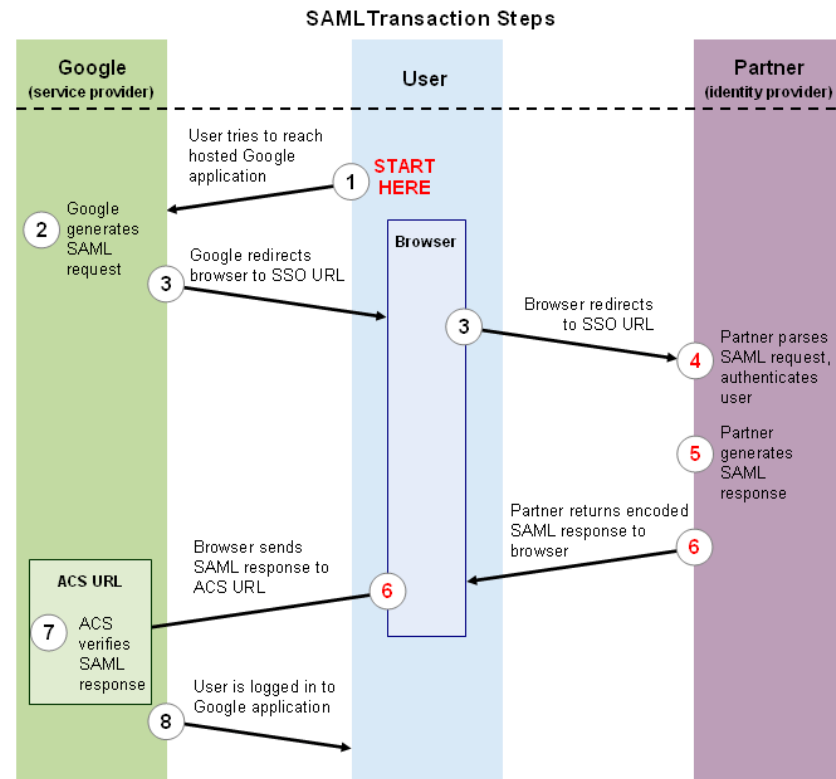 SAML Transaction Steps
Google
(service provider)
User
Partner
(identity provider)
User tries to reach
hosted Google
application
1
START
HERE
2
Google
generates
SAML
request
3
Google redirects
browser to SSO URL
Browser
3
Browser redirects
to SSO URL
4
Partner parses
SAML request,
authenticates
user
5
Partner
generates
SAML
response
6
Partner returns encoded
SAML response to
browser
6
Browser sends
SAML response to
ACS URL
ACS URL
7
ACS
verifies
SAML
response
8
User is logged in to
Google application